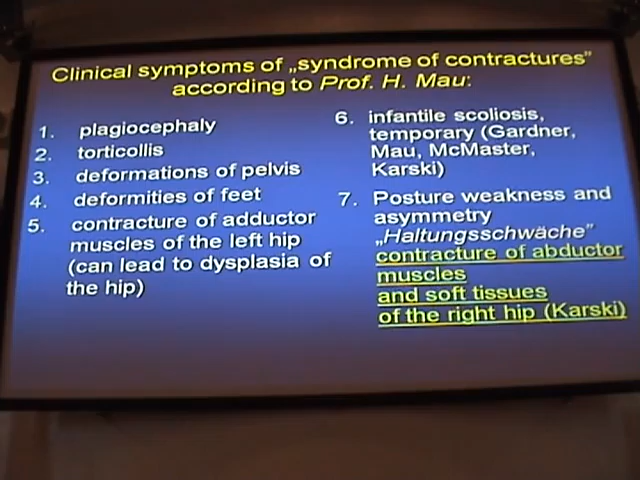 Clinical symptoms of „syndrome of contractures”
according to Prof. H. Mau:
1. plagiocephaly
2. torticollis
3. deformations of pelvis
4. deformities of feet
5. contracture of adductor
muscles of the left hip
(can lead to dysplasia of
the hip)
6. infantile scoliosis,
temporary (Gardner,
Mau, McMaster,
Karski)
7. Posture weakness and
asymmetry
„Haltungsschwäche”
contracture of abductor
muscles
and soft tissues
of the right hip (Karski)